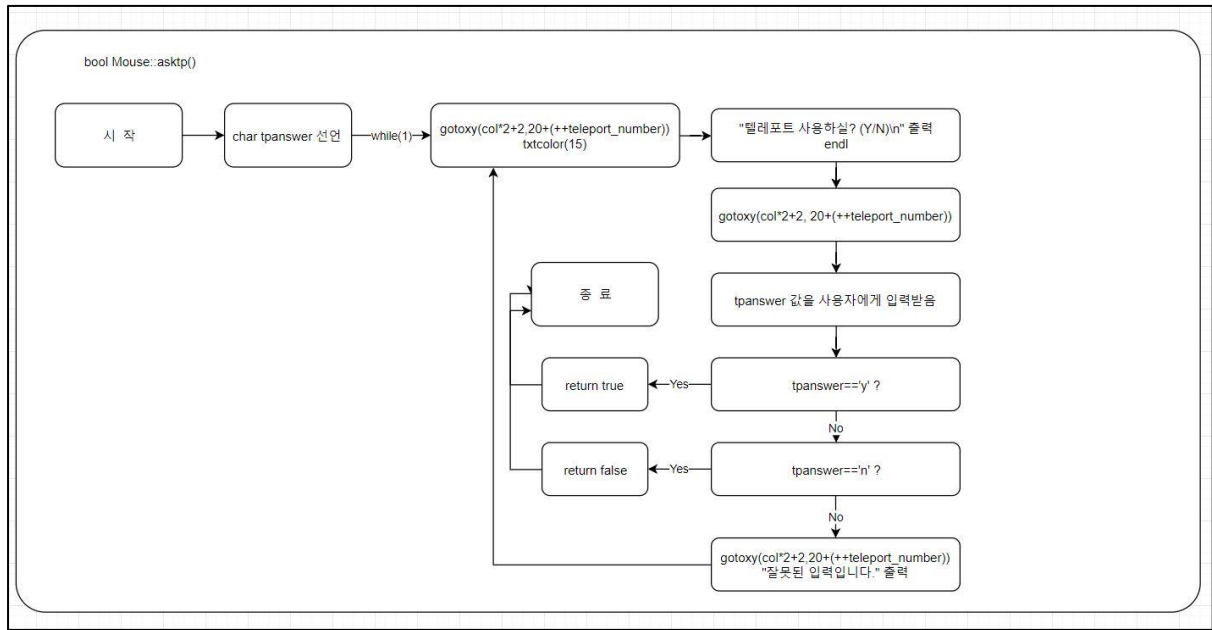 bool Mouse::asktp()
시 작
char tpanswer 선언
while(1)
gotoxy(col*2+2,20+(++teleport_number))
txtcolor(15)
"텔레포트 사용하실? (Y/N)\n" 출력
endl
gotoxy(col*2+2, 20+(++teleport_number))
tpanswer 값을 사용자에게 입력받음
tpanswer=='y' ?
Yes
return true
종 료
No
tpanswer=='n' ?
Yes
return false
No
gotoxy(col*2+2,20+(++teleport_number))
"잘못된 입력입니다." 출력